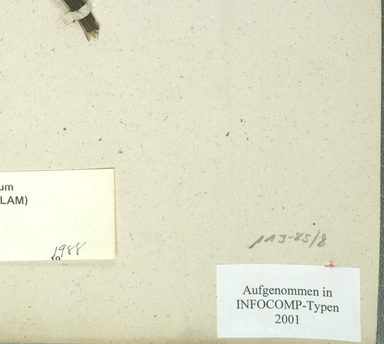 um
LAM)
1988
113-85/8
Aufgenommen in
INFOCOMP-Typen
2001